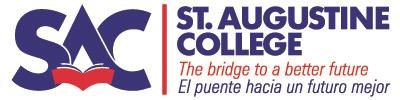 SAC
ST. AUGUSTINE
COLLEGE
The bridge to a better future
El puente hacia un futuro mejor